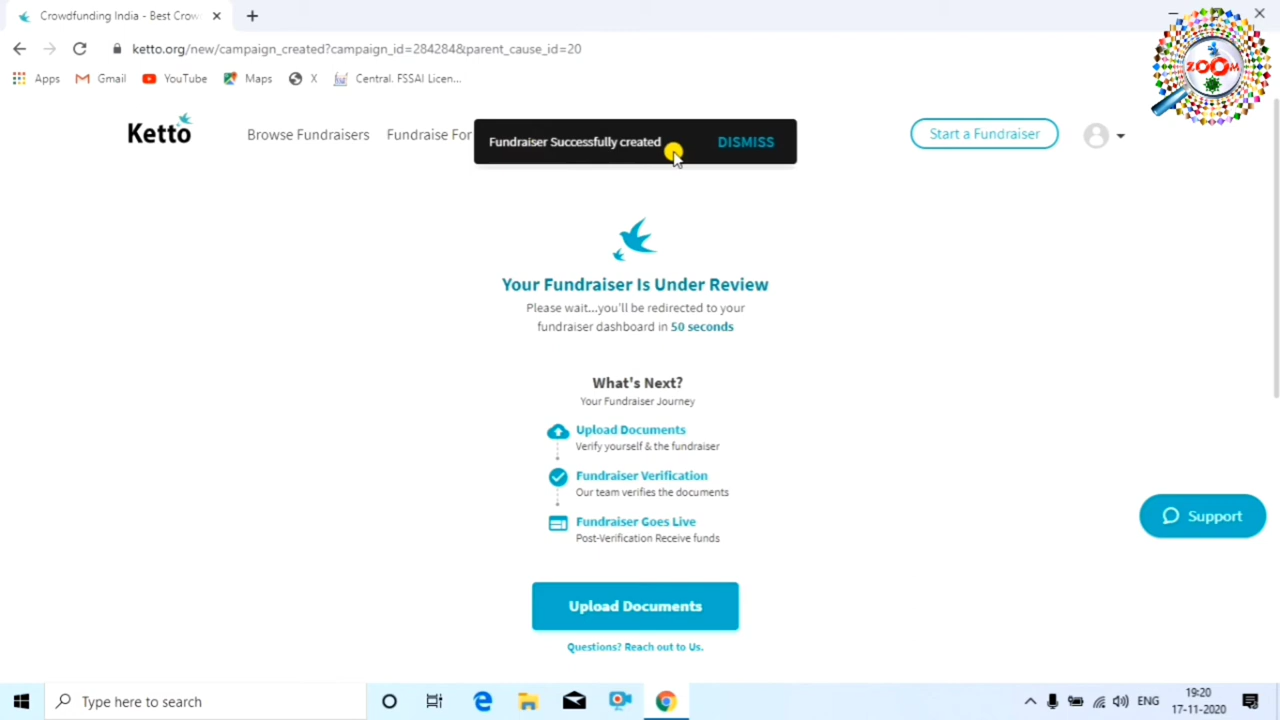 Crowdfunding India - Best Crow
ketto.org/new/campaign_created?campaign_id=284284&parent_cause_id=20
Apps Gmail YouTube Maps X Central. FSSAI Licen...
ZOOM
Ketto Browse Fundraisers Fundraise For Start a Fundraiser
Fundraiser Successfully created DISMISS
Your Fundraiser Is Under Review
Please wait...you'll be redirected to your
fundraiser dashboard in 50 seconds
What's Next?
Your Fundraiser Journey
Upload Documents
Verify yourself & the fundraiser
Fundraiser Verification
Our team verifies the documents
Fundraiser Goes Live
Post-Verification Receive funds
Support
Upload Documents
Questions? Reach out to Us.
Type here to search
ENG
19:20
17-11-2020